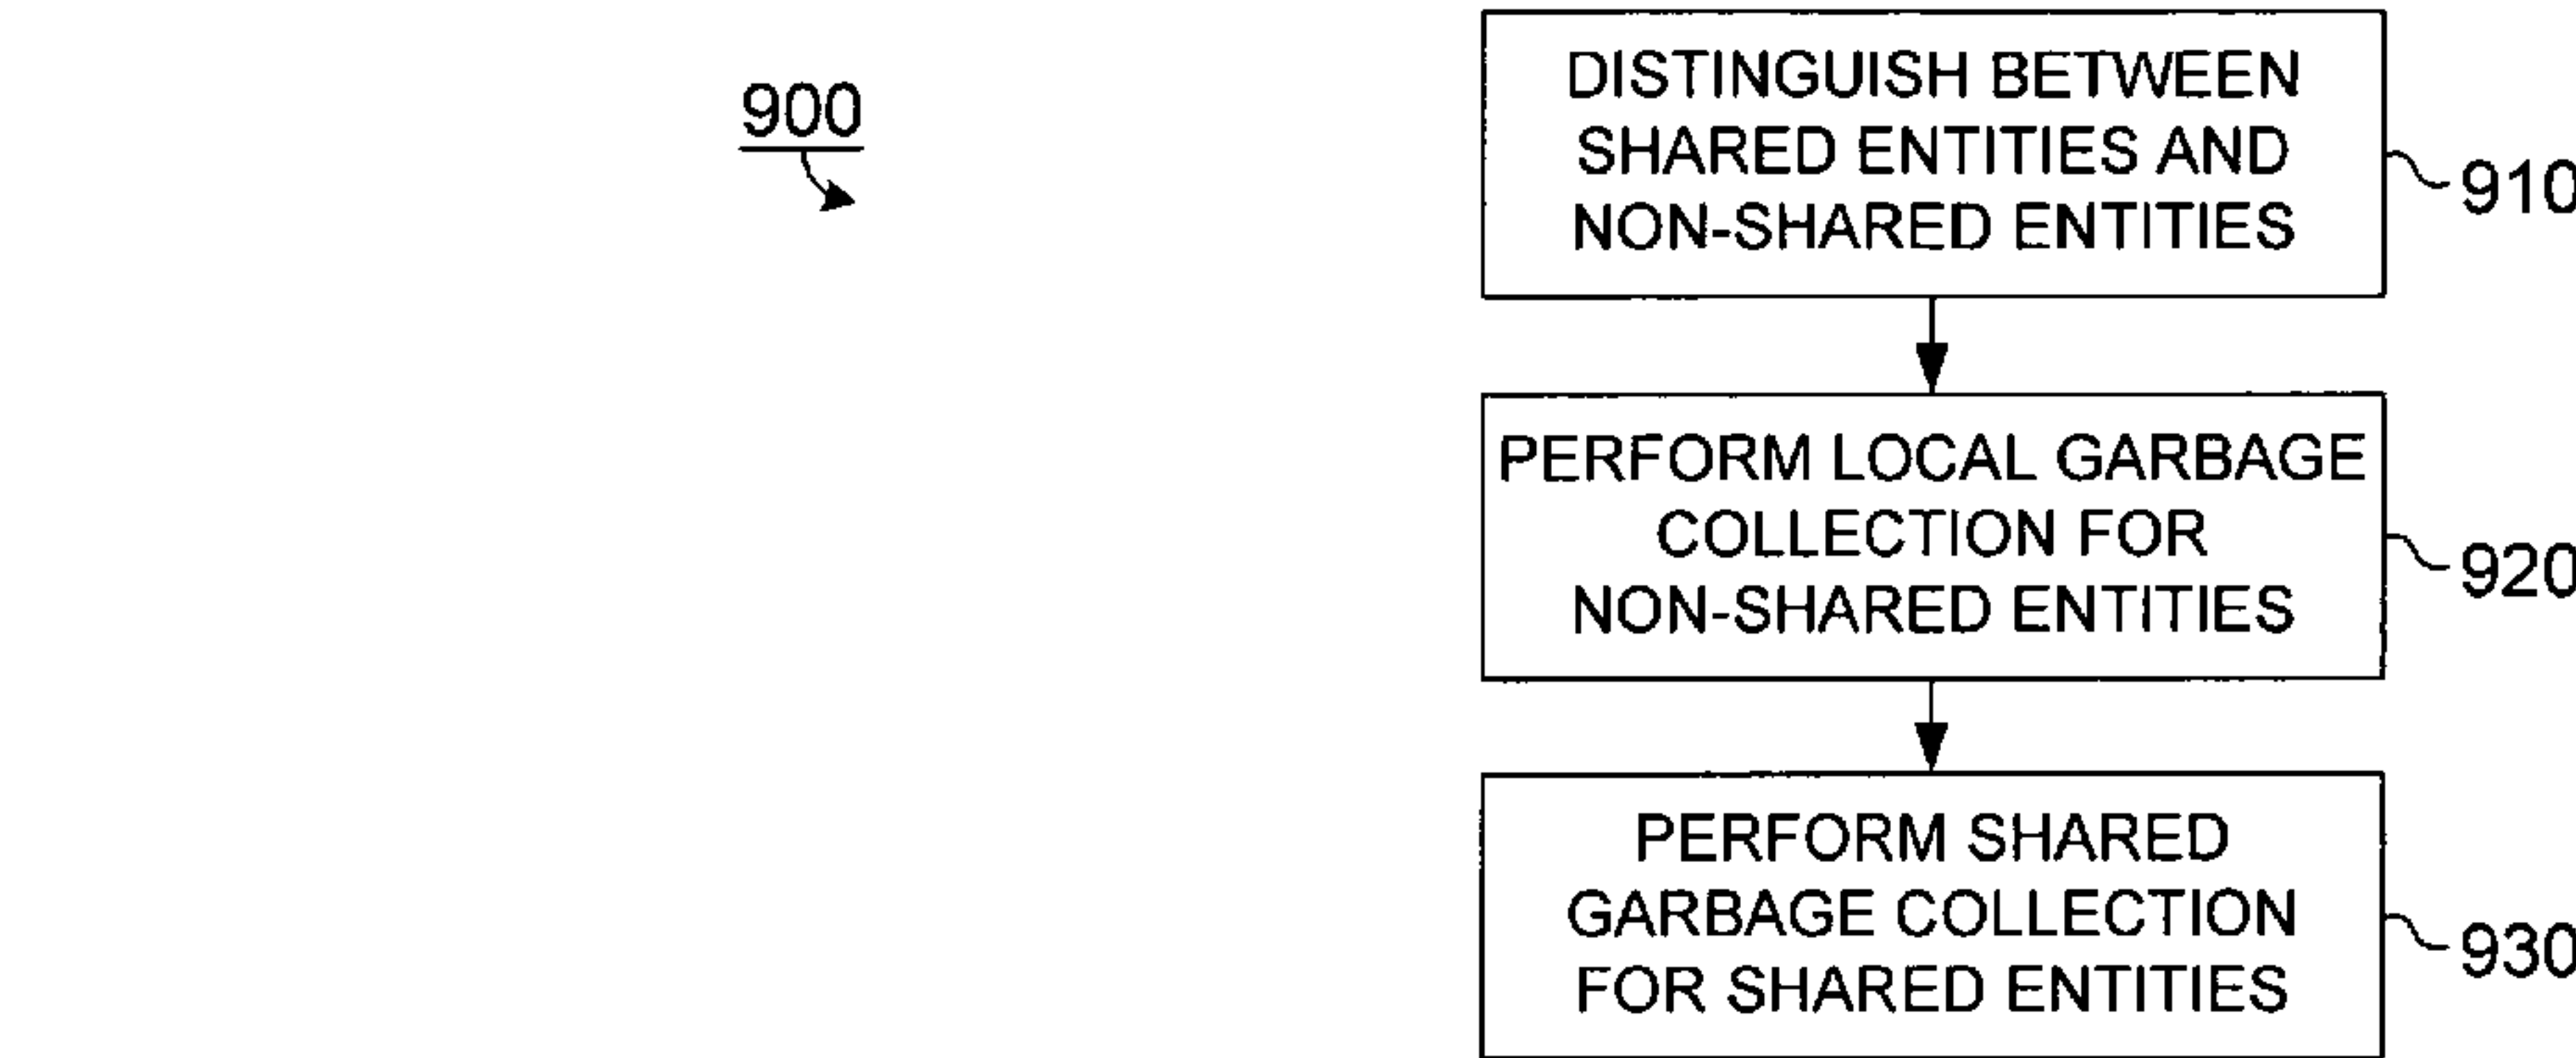 900
DISTINGUISH BETWEEN
SHARED ENTITIES AND
NON-SHARED ENTITIES
910
PERFORM LOCAL GARBAGE
COLLECTION FOR
NON-SHARED ENTITIES
920
PERFORM SHARED
GARBAGE COLLECTION
FOR SHARED ENTITIES
930